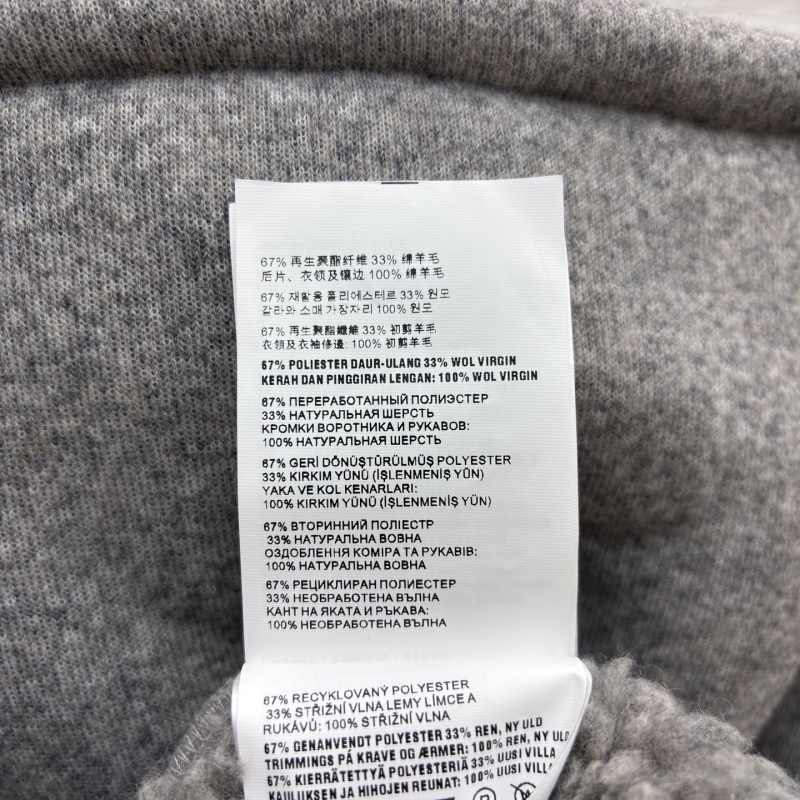 67% 再生聚酯纤维 33% 绵羊毛
后片、衣领及镶边 100% 绵羊毛
67% 재활용 폴리에스테르 33% 원모
칼라와 소매 가장자리 100% 원모
67% 再生聚酯纖維 33% 初剪羊毛
衣領及衣袖修邊: 100% 初剪羊毛
67% POLIESTER DAUR-ULANG 33% WOL VIRGIN
KERAH DAN PINGGIRAN LENGAN: 100% WOL VIRGIN
67% ПЕРЕРАБОТАННЫЙ ПОЛИЭСТЕР
33% НАТУРАЛЬНАЯ ШЕРСТЬ
КРОМКИ ВОРОТНИКА И РУКАВОВ:
100% НАТУРАЛЬНАЯ ШЕРСТЬ
67% GERİ DÖNÜŞTÜRÜLMÜŞ POLYESTER
33% KIRKIM YÜNÜ (İŞLENMENİŞ YÜN)
YAKA VE KOL KENARLARI:
100% KIRKIM YÜNÜ (İŞLENMENİŞ YÜN)
67% ВТОРИННИЙ ПОЛІЕСТР
33% НАТУРАЛЬНА ВОВНА
ОЗДОБЛЕННЯ КОМІРА ТА РУКАВІВ:
100% НАТУРАЛЬНА ВОВНА
67% РЕЦИКЛИРАН ПОЛИЕСТЕР
33% НЕОБРАБОТЕНА ВЪЛНА
КАНТ НА ЯКАТА И РЪКАВА:
100% НЕОБРАБОТЕНА ВЪЛНА
67% RECYKLOVANÝ POLYESTER
33% STŘIŽNÍ VLNA LEMY LÍMCE A
RUKÁVŮ: 100% STŘIŽNÍ VLNA
67% GENANVENDT POLYESTER 33% REN, NY ULD
TRIMMINGS PÅ KRAVE OG ÆRMER: 100% REN, NY ULD
67% KIERRÄTETTYÄ POLYESTERIÄ 33% UUSI VILLA
KAULUKSEN JA HIHOJEN REUNAT: 100% UUSI VILLA